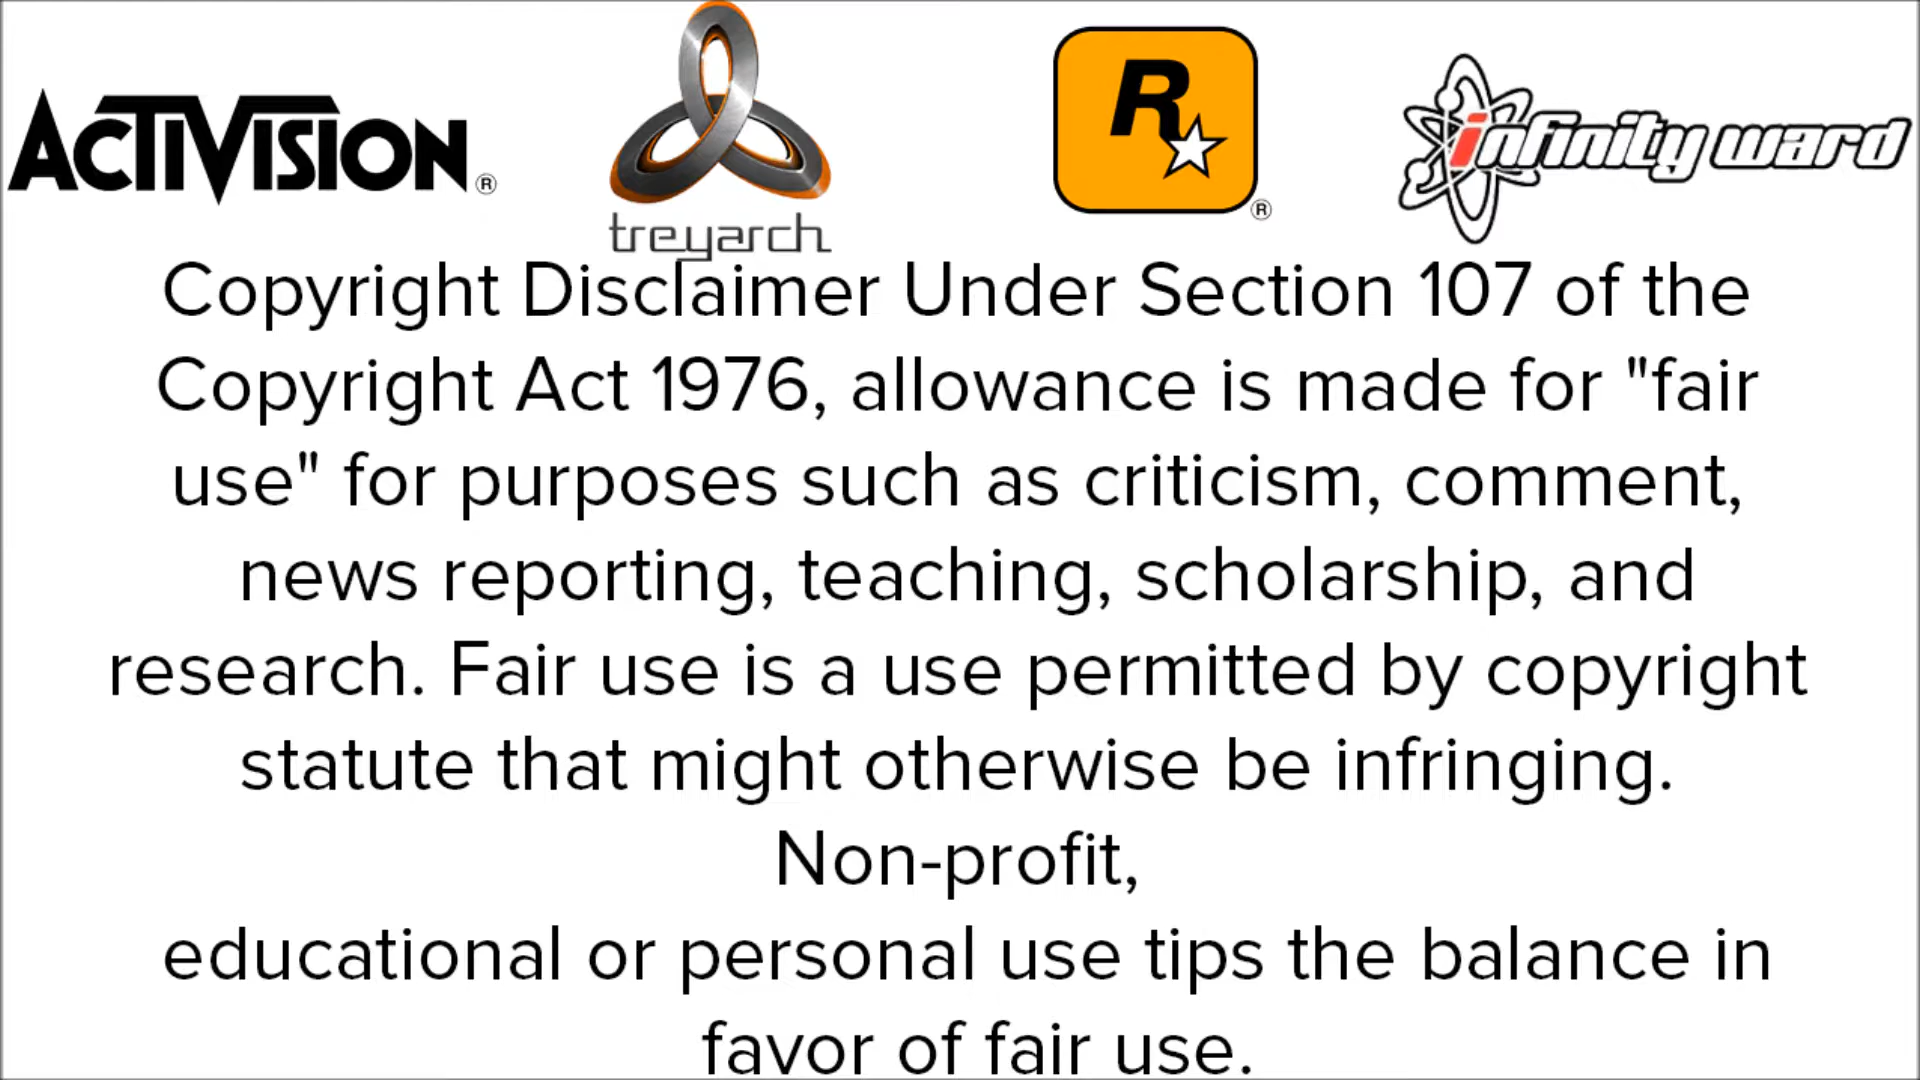 ACTIVISION®
treyarch
R ®
infinity ward
Copyright Disclaimer Under Section 107 of the
Copyright Act 1976, allowance is made for "fair
use" for purposes such as criticism, comment,
news reporting, teaching, scholarship, and
research. Fair use is a use permitted by copyright
statute that might otherwise be infringing.
Non-profit,
educational or personal use tips the balance in
favor of fair use.